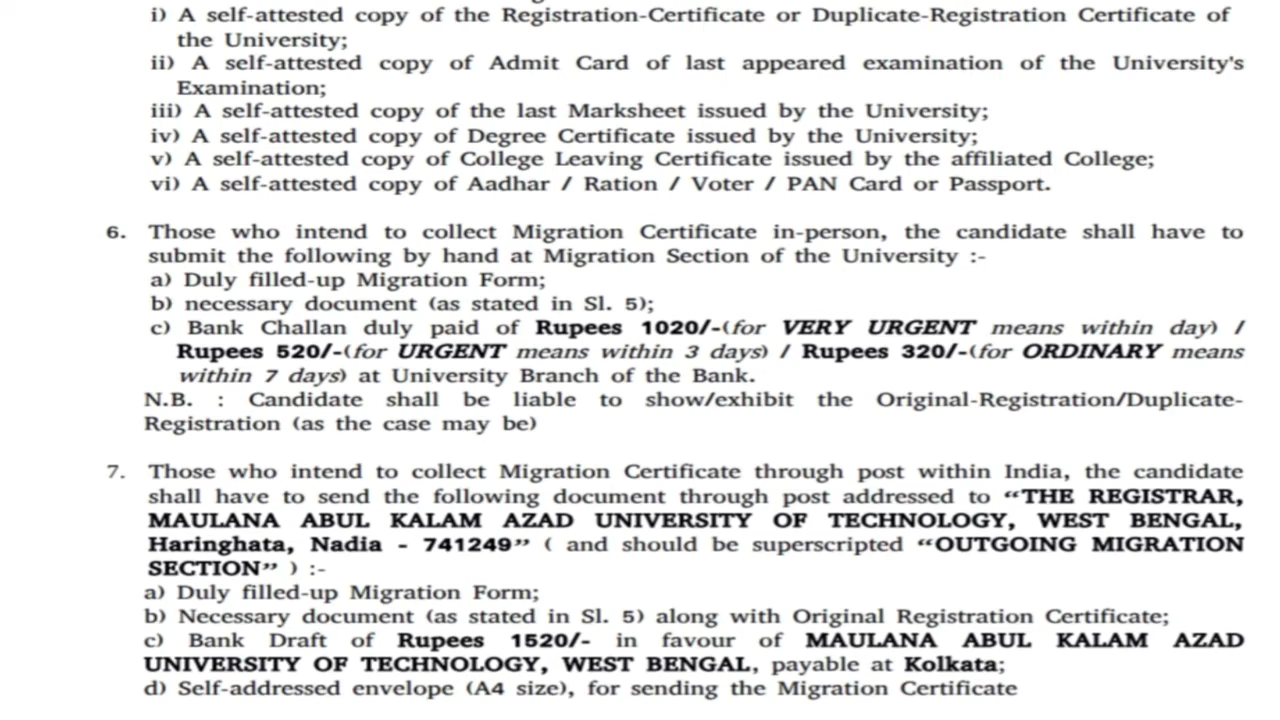 i) A self-attested copy of the Registration-Certificate or Duplicate-Registration Certificate of
the University;
ii) A self-attested copy of Admit Card of last appeared examination of the University's
Examination;
iii) A self-attested copy of the last Marksheet issued by the University;
iv) A self-attested copy of Degree Certificate issued by the University;
v) A self-attested copy of College Leaving Certificate issued by the affiliated College;
vi) A self-attested copy of Aadhar / Ration / Voter / PAN Card or Passport.
6. Those who intend to collect Migration Certificate in-person, the candidate shall have to
submit the following by hand at Migration Section of the University :-
a) Duly filled-up Migration Form;
b) necessary document (as stated in Sl. 5);
c) Bank Challan duly paid of Rupees 1020/-(for VERY URGENT means within day) /
Rupees 520/-(for URGENT means within 3 days) / Rupees 320/-(for ORDINARY means
within 7 days) at University Branch of the Bank.
N.B. : Candidate shall be liable to show/exhibit the Original-Registration/Duplicate-
Registration (as the case may be)
7. Those who intend to collect Migration Certificate through post within India, the candidate
shall have to send the following document through post addressed to “THE REGISTRAR,
MAULANA ABUL KALAM AZAD UNIVERSITY OF TECHNOLOGY, WEST BENGAL,
Haringhata, Nadia - 741249” ( and should be superscripted “OUTGOING MIGRATION
SECTION” ) :-
a) Duly filled-up Migration Form;
b) Necessary document (as stated in Sl. 5) along with Original Registration Certificate;
c) Bank Draft of Rupees 1520/- in favour of MAULANA ABUL KALAM AZAD
UNIVERSITY OF TECHNOLOGY, WEST BENGAL, payable at Kolkata;
d) Self-addressed envelope (A4 size), for sending the Migration Certificate